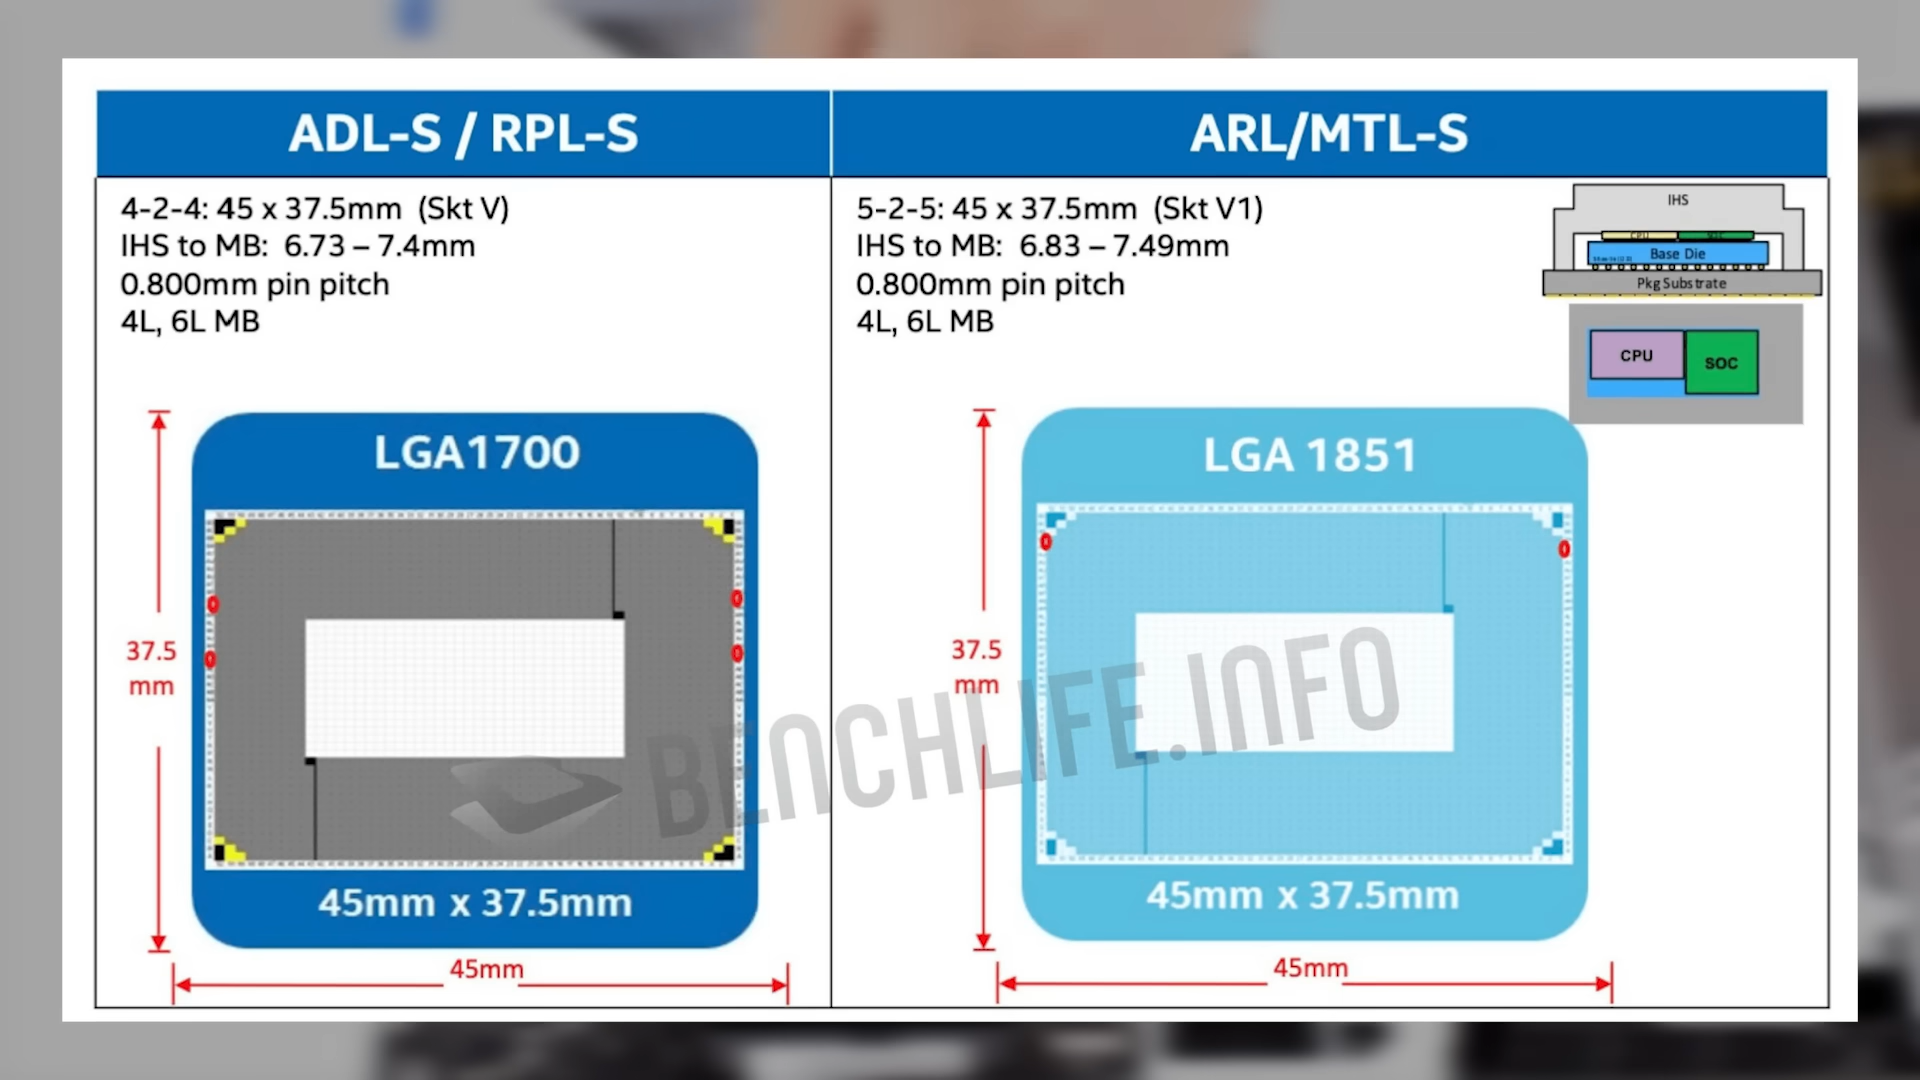 ADL-S / RPL-S
4-2-4: 45 x 37.5mm (Skt V)
IHS to MB: 6.73 – 7.4mm
0.800mm pin pitch
4L, 6L MB
LGA1700
37.5
mm
45mm x 37.5mm
45mm
ARL/MTL-S
5-2-5: 45 x 37.5mm (Skt V1)
IHS to MB: 6.83 – 7.49mm
0.800mm pin pitch
4L, 6L MB
IHS
CPU
SOC
Base Die
Pkg Substrate
CPU
SOC
LGA 1851
37.5
mm
45mm x 37.5mm
45mm
BENCHLIFE.INFO